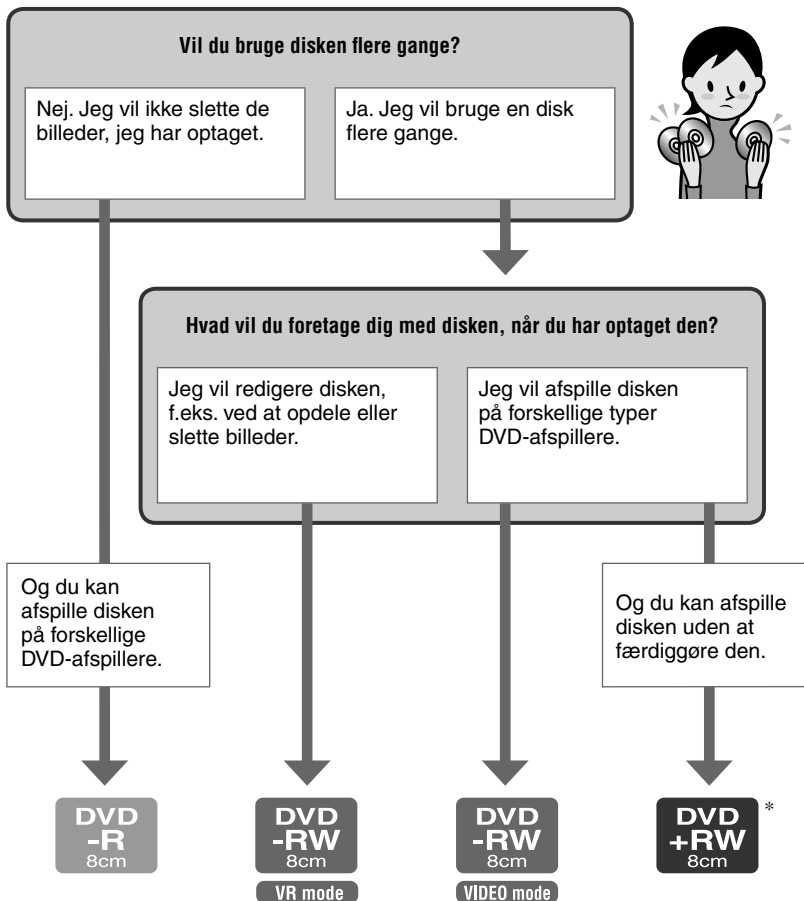 Vil du bruge disken flere gange?
Nej. Jeg vil ikke slette de
billeder, jeg har optaget.
Ja. Jeg vil bruge en disk
flere gange.
Hvad vil du foretage dig med disken, når du har optaget den?
Jeg vil redigere disken,
f.eks. ved at opdele eller
slette billeder.
Jeg vil afspille disken
på forskellige typer
DVD-afspillere.
Og du kan
afspille disken
på forskellige
DVD-afspillere.
Og du kan afspille
disken uden at
færdiggøre den.
DVD
-R
8cm
DVD
-RW
8cm
VR mode
DVD
-RW
8cm
VIDEO mode
DVD
+RW
8cm
*